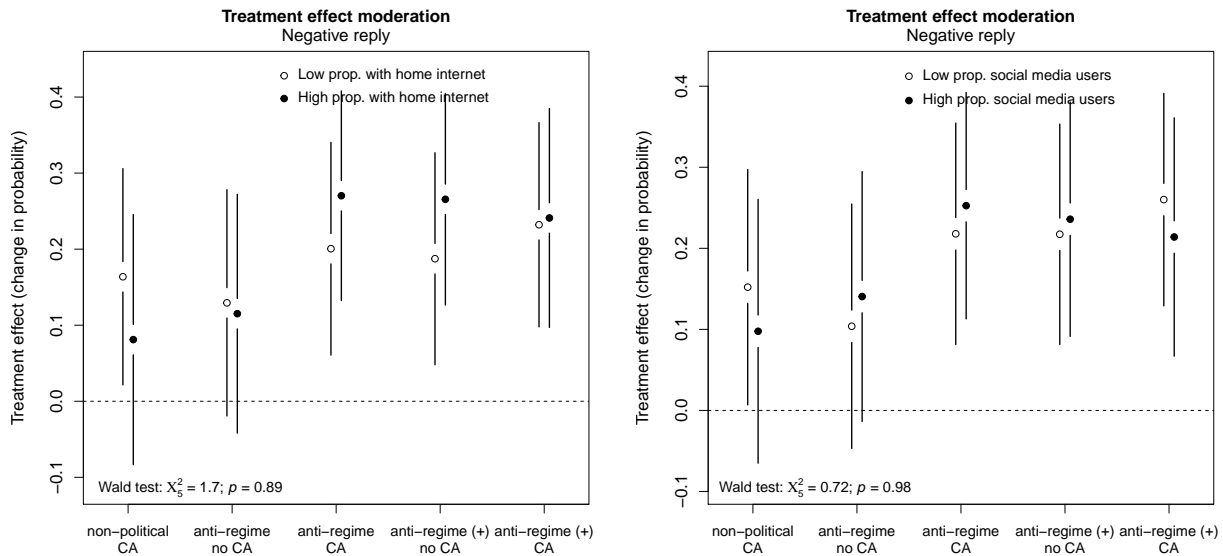 Treatment effect moderation
Negative reply
Low prop. with home internet
High prop. with home internet
Treatment effect (change in probability)
0.4
0.3
0.2
0.1
0.0
−0.1
Wald test: X²₅ = 1.7; p = 0.89
non−political CA
anti−regime no CA
anti−regime CA
anti−regime (+) no CA
anti−regime (+) CA
Treatment effect moderation
Negative reply
Low prop. social media users
High prop. social media users
Treatment effect (change in probability)
0.4
0.3
0.2
0.1
0.0
−0.1
Wald test: X²₅ = 0.72; p = 0.98
non−political CA
anti−regime no CA
anti−regime CA
anti−regime (+) no CA
anti−regime (+) CA